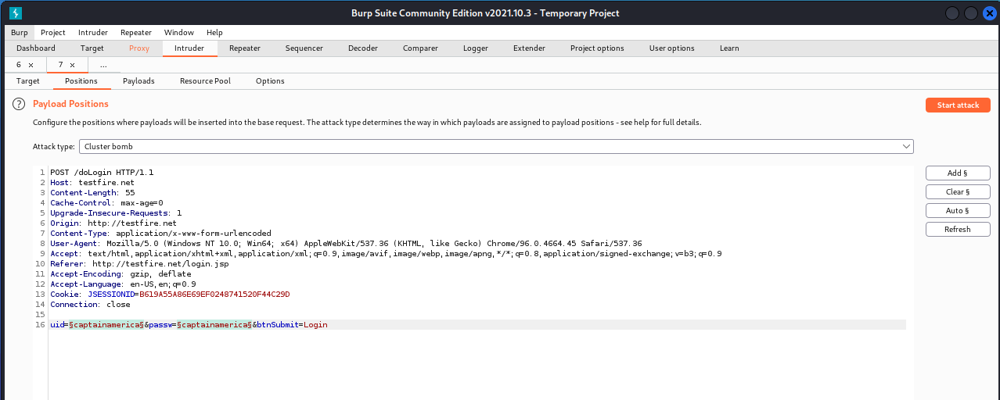 Burp Suite Community Edition v2021.10.3 - Temporary Project
Burp Project Intruder Repeater Window Help
Dashboard Target Proxy Intruder Repeater Sequencer Decoder Comparer Logger Extender Project options User options Learn
6 × 7 × ...
Target Positions Payloads Resource Pool Options
? Payload Positions Start attack
Configure the positions where payloads will be inserted into the base request. The attack type determines the way in which payloads are assigned to payload positions - see help for full details.
Attack type: Cluster bomb
1 POST /doLogin HTTP/1.1
2 Host: testfire.net
3 Content-Length: 55
4 Cache-Control: max-age=0
5 Upgrade-Insecure-Requests: 1
6 Origin: http://testfire.net
7 Content-Type: application/x-www-form-urlencoded
8 User-Agent: Mozilla/5.0 (Windows NT 10.0; Win64; x64) AppleWebKit/537.36 (KHTML, like Gecko) Chrome/96.0.4664.45 Safari/537.36
9 Accept: text/html,application/xhtml+xml,application/xml;q=0.9,image/avif,image/webp,image/apng,*/*;q=0.8,application/signed-exchange;v=b3;q=0.9
10 Referer: http://testfire.net/login.jsp
11 Accept-Encoding: gzip, deflate
12 Accept-Language: en-US,en;q=0.9
13 Cookie: JSESSIONID=B619A55A86E69EF0248741520F44C29D
14 Connection: close
15
16 uid=§captainamerica§&passw=§captainamerica§&btnSubmit=Login
Add §
Clear §
Auto §
Refresh